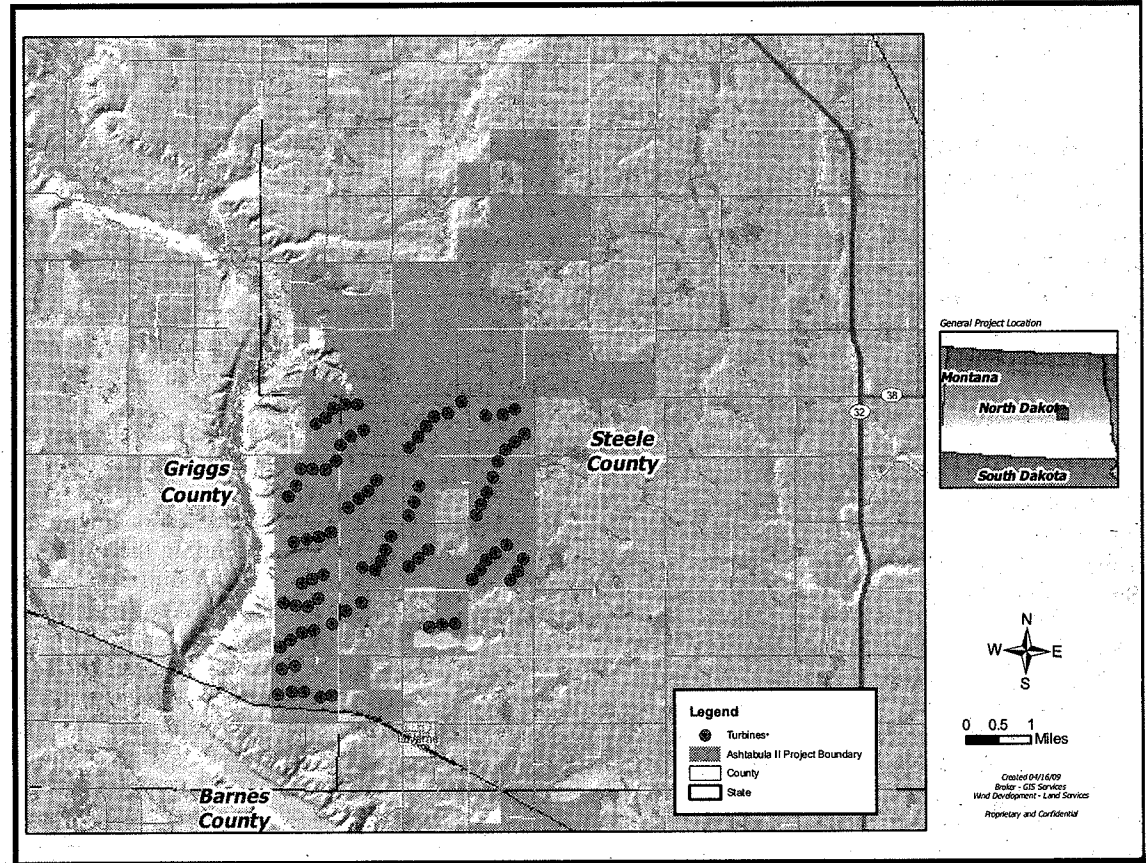 Griggs
County
Steele
County
Barnes
County
38
32
General Project Location
Montana
North Dakota
South Dakota
N
W
E
S
0 0.5 1
Miles
Legend
Turbines
Ashtabula II Project Boundary
County
State
Created 04/16/09
Broker - GIS Services
Wind Development - Land Services
Proprietary and Confidential